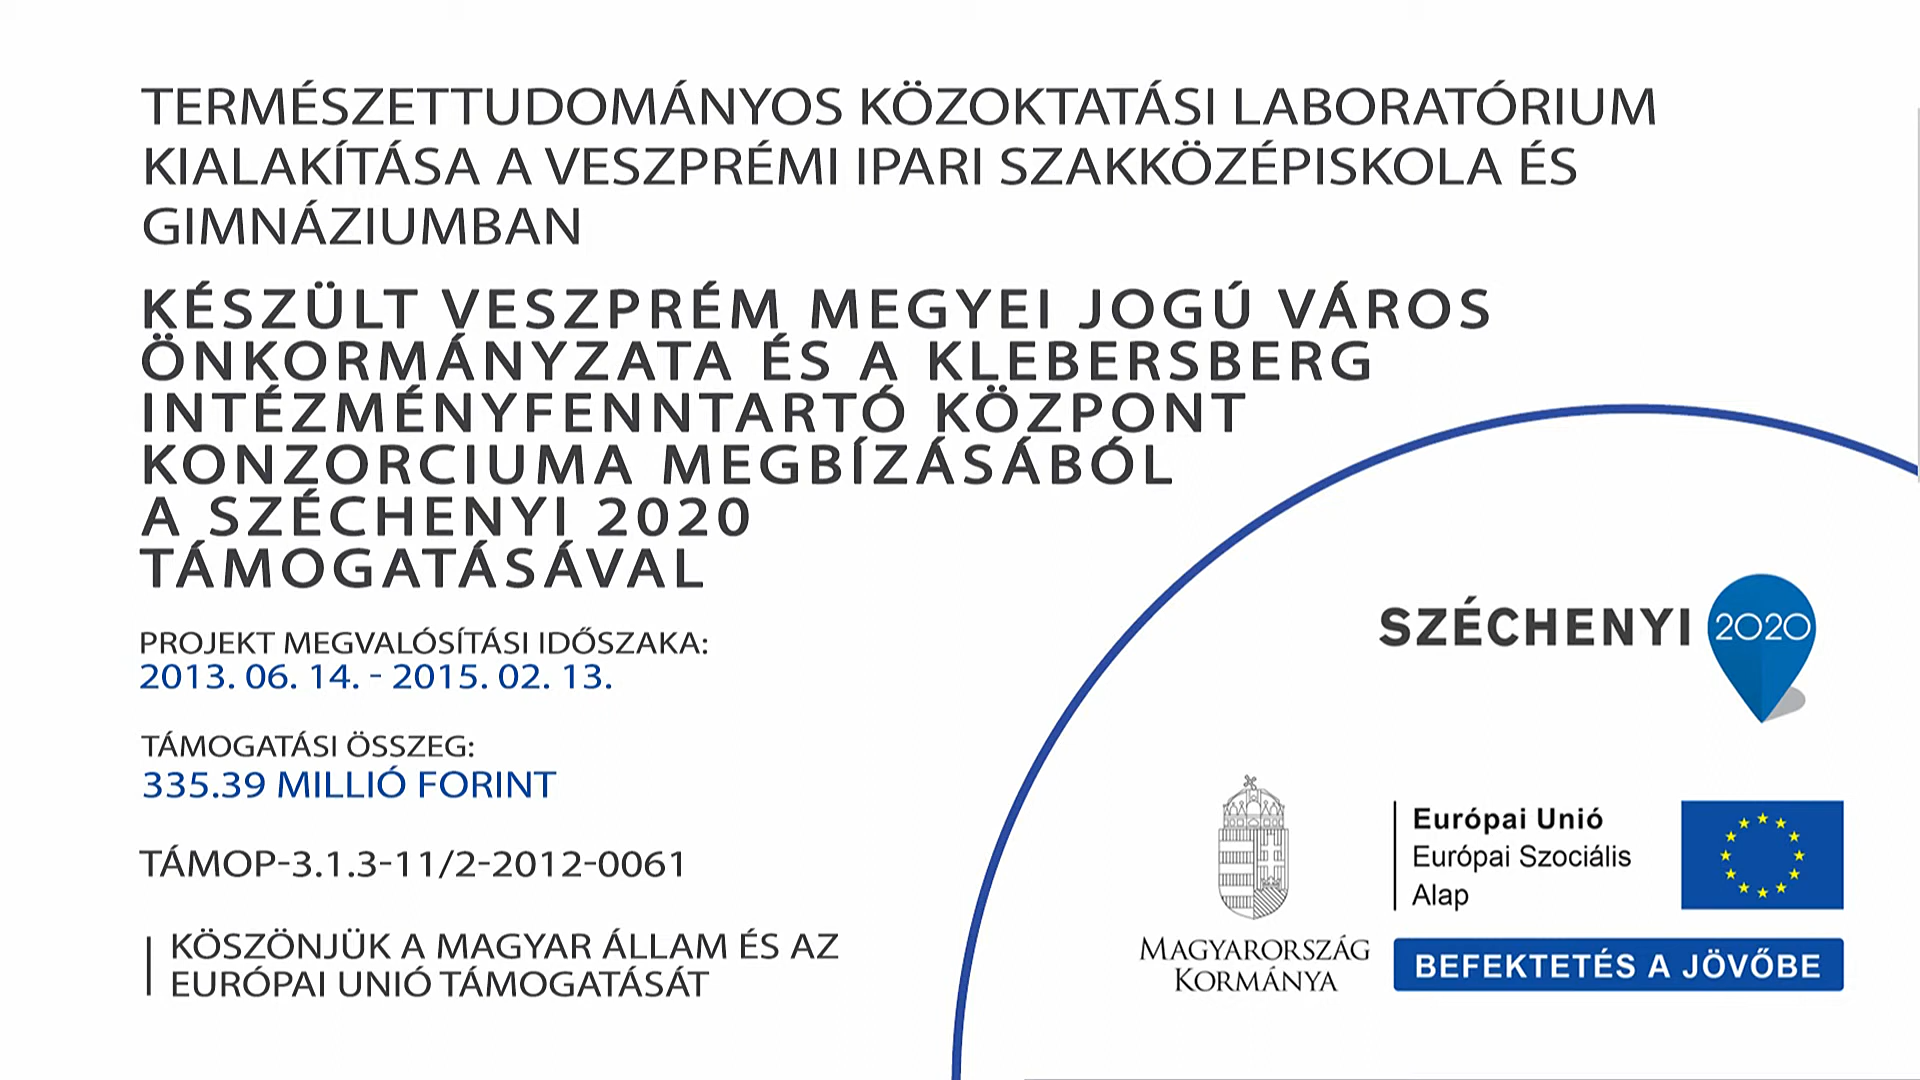 TERMÉSZETTUDOMÁNYOS KÖZOKTATÁSI LABORATÓRIUM
KIALAKÍTÁSA A VESZPRÉMI IPARI SZAKKÖZÉPISKOLA ÉS
GIMNÁZIUMBAN
KÉSZÜLT VESZPRÉM MEGYEI JOGÚ VÁROS
ÖNKORMÁNYZATA ÉS A KLEBERSBERG
INTÉZMÉNYFENNTARTÓ KÖZPONT
KONZORCIUMA MEGBÍZÁSÁBÓL
A SZÉCHENYI 2020
TÁMOGATÁSÁVAL
PROJEKT MEGVALÓSÍTÁSI IDŐSZAKA:
2013. 06. 14. - 2015. 02. 13.
TÁMOGATÁSI ÖSSZEG:
335.39 MILLIÓ FORINT
TÁMOP-3.1.3-11/2-2012-0061
KÖSZÖNJÜK A MAGYAR ÁLLAM ÉS AZ
EURÓPAI UNIÓ TÁMOGATÁSÁT
SZÉCHENYI 2020
MAGYARORSZÁG
KORMÁNYA
Európai Unió
Európai Szociális
Alap
BEFEKTETÉS A JÖVŐBE